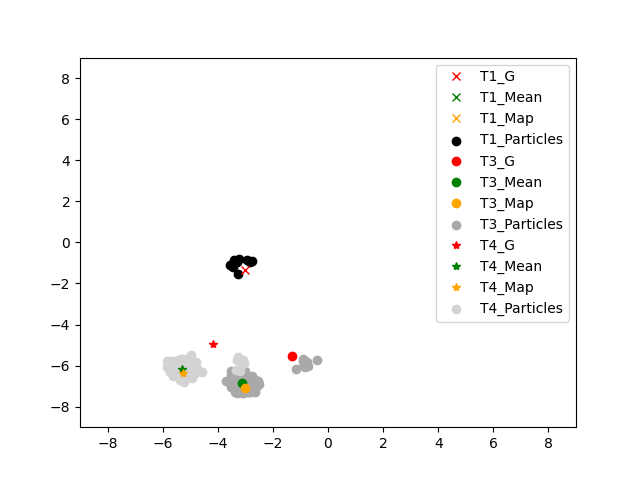 8
6
4
2
0
−2
−4
−6
−8
−8 −6 −4 −2 0 2 4 6 8
T1_G
T1_Mean
T1_Map
T1_Particles
T3_G
T3_Mean
T3_Map
T3_Particles
T4_G
T4_Mean
T4_Map
T4_Particles